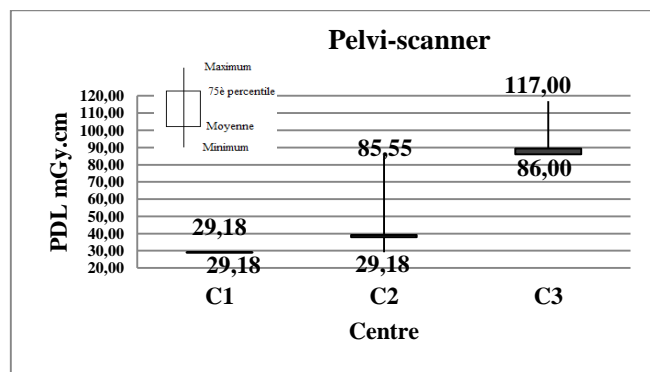 Pelvi-scanner
Maximum
75è percentile
Moyenne
Minimum
PDL mGy.cm
120,00
110,00
100,00
90,00
80,00
70,00
60,00
50,00
40,00
30,00
20,00
29,18
29,18
85,55
29,18
117,00
86,00
C1 C2 C3
Centre